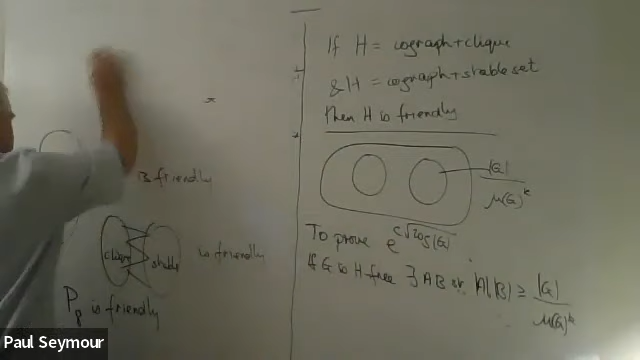 is friendly
clique
stable
is friendly
P8 is friendly
If H = cograph + clique
& H = cograph + stable set
then H is friendly
|G|
μ(G)^k
To prove e^c√log|G|
If G is H free ∃ A B st. |A||B| ≥ |G|
μ(G)^k
Paul Seymour